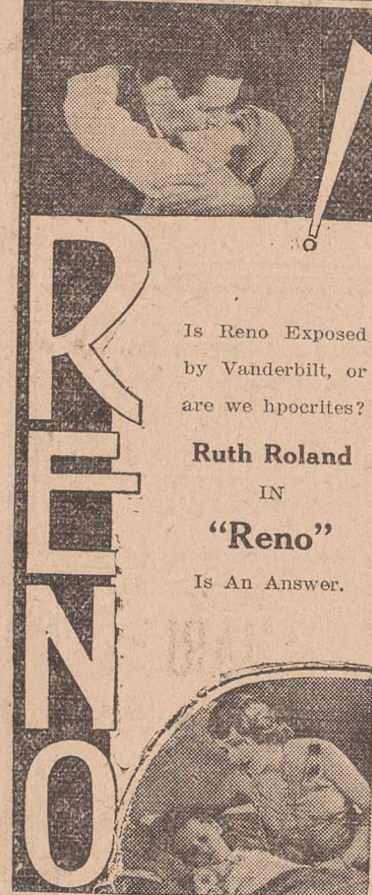 RENO!
Is Reno Exposed
by Vanderbilt, or
are we hpocrites?
Ruth Roland
IN
“Reno”
Is An Answer.